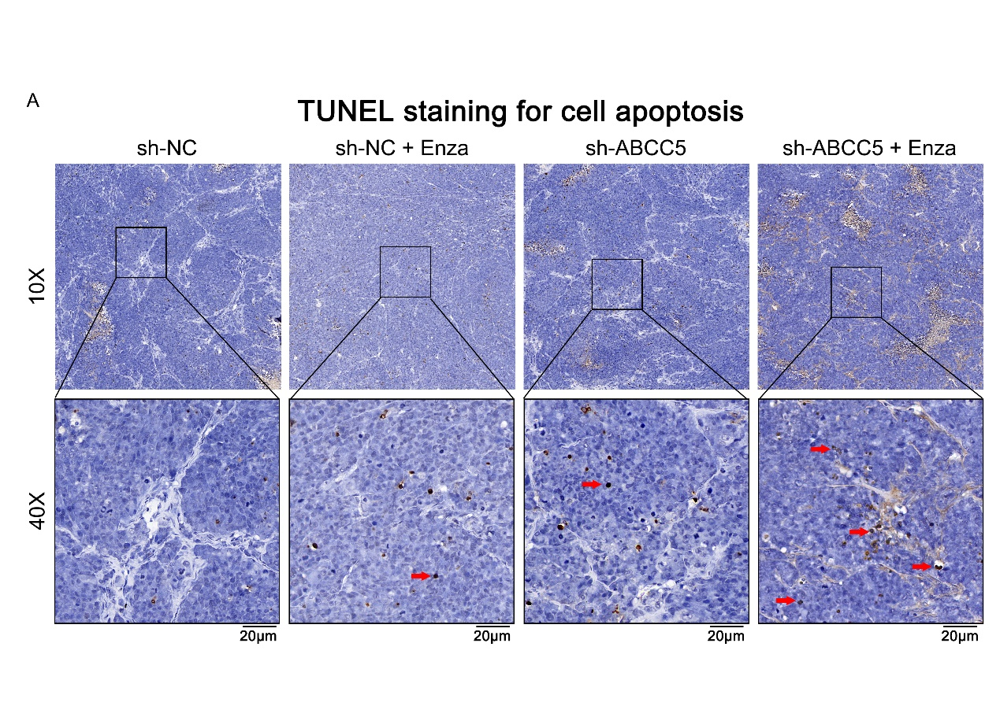 A
TUNEL staining for cell apoptosis
sh-NC
sh-NC + Enza
sh-ABCC5
sh-ABCC5 + Enza
10X
40X
20μm
20μm
20μm
20μm